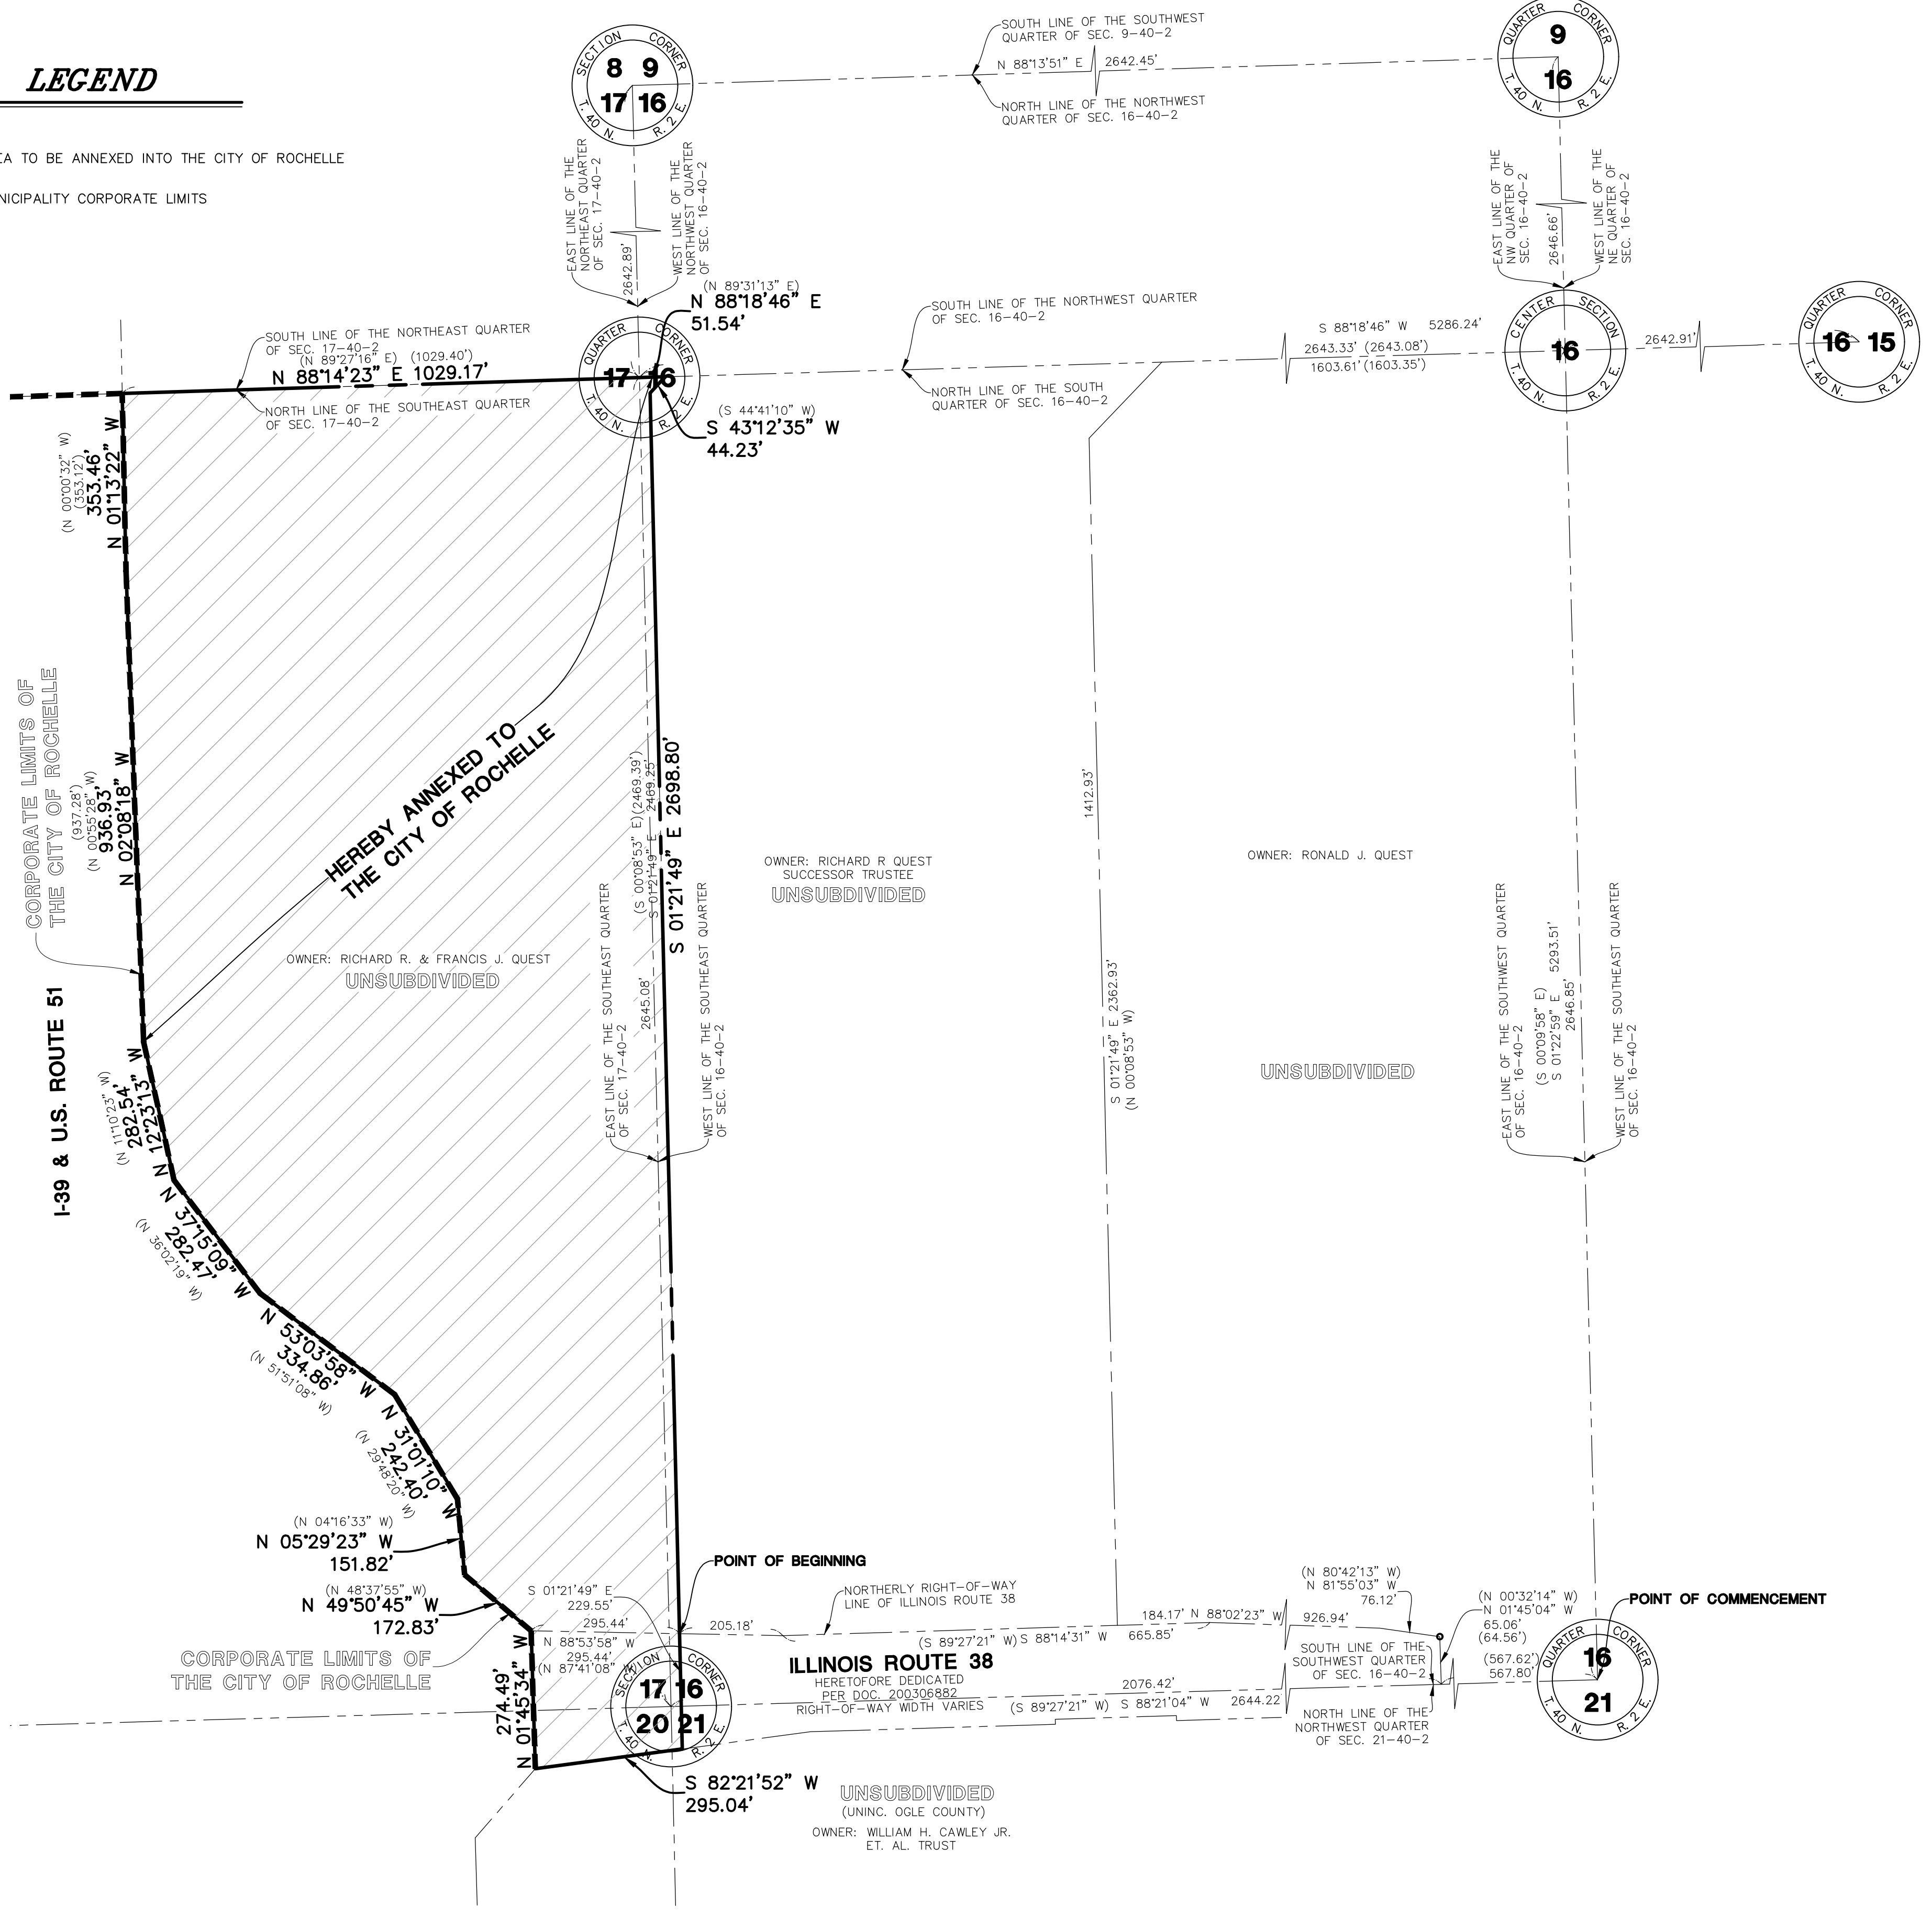 LEGEND
EA TO BE ANNEXED INTO THE CITY OF ROCHELLE
NICIPALITY CORPORATE LIMITS
SECTION CORNER
8 9
17 16
T. 40 N. R. 2 E.
SOUTH LINE OF THE SOUTHWEST
QUARTER OF SEC. 9-40-2
N 88°13'51" E 2642.45'
NORTH LINE OF THE NORTHWEST
QUARTER OF SEC. 16-40-2
QUARTER CORNER
9
16
T. 40 N. R. 2 E.
EAST LINE OF THE
NORTHEAST QUARTER
OF SEC. 17-40-2
2642.89'
WEST LINE OF THE
NORTHWEST QUARTER
OF SEC. 16-40-2
EAST LINE OF THE
NW QUARTER OF
SEC. 16-40-2
2646.66'
WEST LINE OF THE
NE QUARTER OF
SEC. 16-40-2
(N 89°31'13" E)
N 88°18'46" E
51.54'
SOUTH LINE OF THE NORTHEAST QUARTER
OF SEC. 17-40-2
(N 89°27'16" E) (1029.40')
N 88°14'23" E 1029.17'
NORTH LINE OF THE SOUTHEAST QUARTER
OF SEC. 17-40-2
QUARTER CORNER
17 16
T. 40 N. R. 2 E.
(S 44°41'10" W)
S 43°12'35" W
44.23'
SOUTH LINE OF THE NORTHWEST QUARTER
OF SEC. 16-40-2
NORTH LINE OF THE SOUTH
QUARTER OF SEC. 16-40-2
S 88°18'46" W 5286.24'
2643.33' (2643.08')
1603.61' (1603.35')
CENTER SECTION
16
T. 40 N. R. 2 E.
2642.91'
QUARTER CORNER
16 15
T. 40 N. R. 2 E.
(N 00°00'32" W)
(353.12')
353.46'
N 01°13'22" W
CORPORATE LIMITS OF
THE CITY OF ROCHELLE
(937.28')
(N 00°55'28" W)
936.93'
N 02°08'18" W
HEREBY ANNEXED TO
THE CITY OF ROCHELLE
(S 00°08'53" E)(2469.39')
S 01°21'49" E 2469.25'
S 01°21'49" E 2698.80'
OWNER: RICHARD R. & FRANCIS J. QUEST
UNSUBDIVIDED
OWNER: RICHARD R QUEST
SUCCESSOR TRUSTEE
UNSUBDIVIDED
1412.93'
OWNER: RONALD J. QUEST
UNSUBDIVIDED
EAST LINE OF THE SOUTHEAST QUARTER
OF SEC. 17-40-2
2645.08'
WEST LINE OF THE SOUTHEAST QUARTER
OF SEC. 16-40-2
S 01°21'49" E 2362.93'
(N 00°08'53" W)
EAST LINE OF THE SOUTHWEST QUARTER
OF SEC. 16-40-2
(S 00°09'58" E) 5293.51'
S 01°22'59" E
2646.85'
WEST LINE OF THE SOUTHEAST QUARTER
OF SEC. 16-40-2
I-39 & U.S. ROUTE 51
(N 11°10'23" W)
282.54'
N 12°23'13" W
N 37°15'09" W
282.47'
(N 36°02'19" W)
N 53°03'58" W
334.86'
(N 51°51'08" W)
N 31°01'10" W
242.40'
(N 29°48'20" W)
(N 04°16'33" W)
N 05°29'23" W
151.82'
(N 48°37'55" W)
N 49°50'45" W
172.83'
CORPORATE LIMITS OF
THE CITY OF ROCHELLE
274.49'
N 01°45'34" W
S 01°21'49" E
229.55'
295.44'
N 88°53'58" W
295.44'
(N 87°41'08" W)
POINT OF BEGINNING
205.18'
NORTHERLY RIGHT-OF-WAY
LINE OF ILLINOIS ROUTE 38
(S 89°27'21" W) S 88°14'31" W 665.85'
184.17' N 88°02'23" W
926.94'
(N 80°42'13" W)
N 81°55'03" W
76.12'
(N 00°32'14" W)
N 01°45'04" W
65.06'
(64.56')
POINT OF COMMENCEMENT
ILLINOIS ROUTE 38
HERETOFORE DEDICATED
PER DOC. 200306882
RIGHT-OF-WAY WIDTH VARIES
2076.42'
(S 89°27'21" W) S 88°21'04" W 2644.22
SOUTH LINE OF THE
SOUTHWEST QUARTER
OF SEC. 16-40-2
(567.62')
567.80'
NORTH LINE OF THE
NORTHWEST QUARTER
OF SEC. 21-40-2
QUARTER CORNER
16
21
T. 40 N. R. 2 E.
SECTION CORNER
17 16
20 21
T. 40 N. R. 2 E.
S 82°21'52" W
295.04'
UNSUBDIVIDED
(UNINC. OGLE COUNTY)
OWNER: WILLIAM H. CAWLEY JR.
ET. AL. TRUST